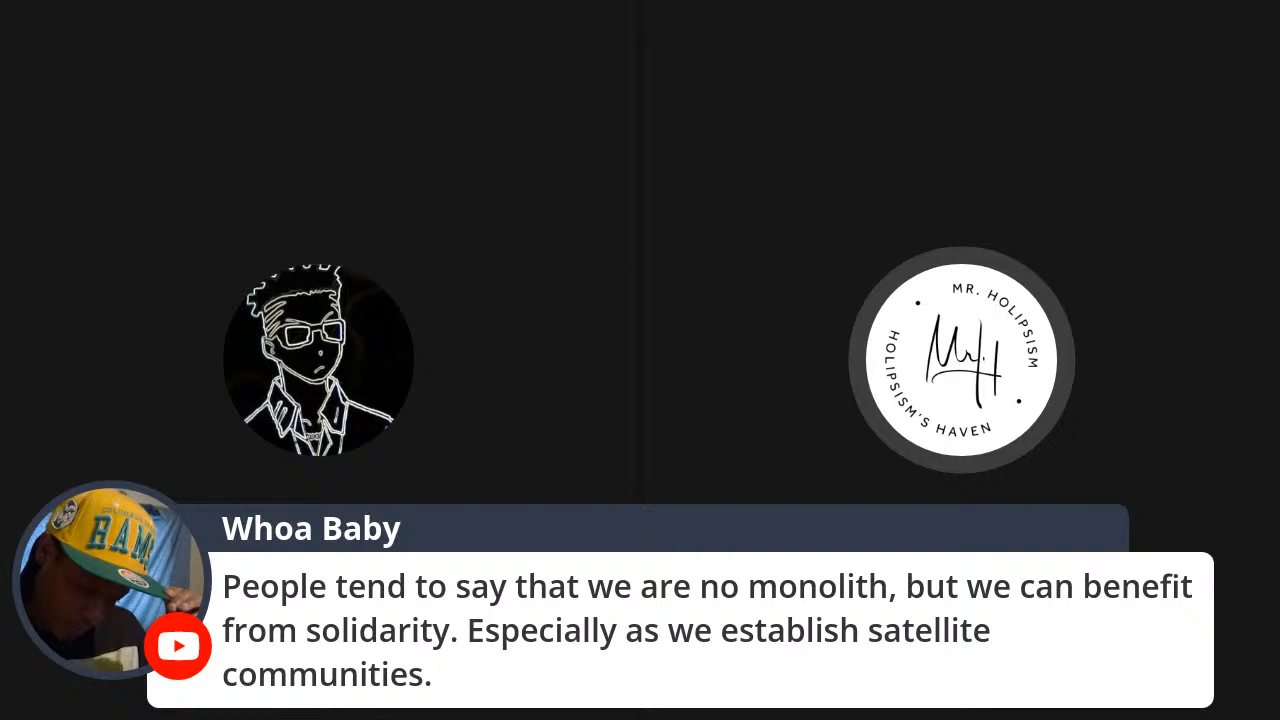 MR. HOLIPSISM
HOLIPSISM'S HAVEN
Mr. H
Whoa Baby
People tend to say that we are no monolith, but we can benefit
from solidarity. Especially as we establish satellite
communities.
RAMS